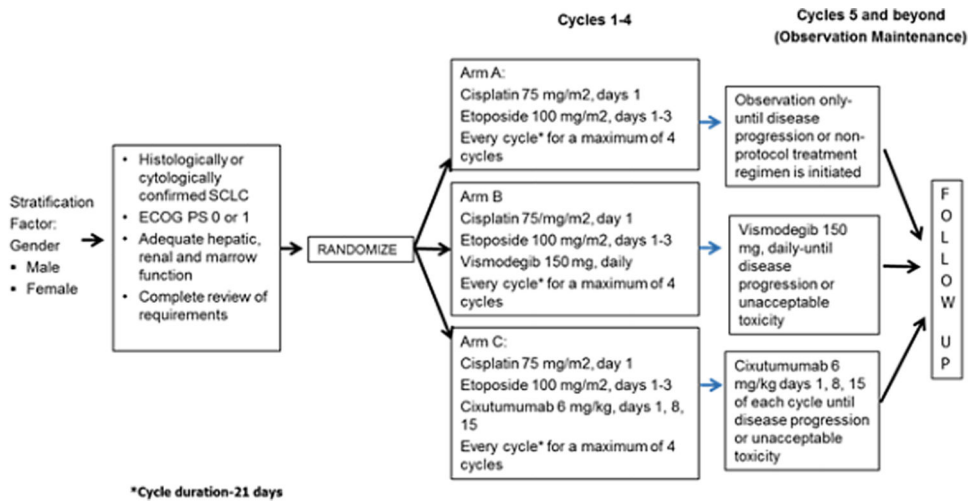 Cycles 1-4
Cycles 5 and beyond
(Observation Maintenance)
Stratification
Factor:
Gender
▪ Male
▪ Female
• Histologically or
cytologically
confirmed SCLC
• ECOG PS 0 or 1
• Adequate hepatic,
renal and marrow
function
• Complete review of
requirements
RANDOMIZE
Arm A:
Cisplatin 75 mg/m2, days 1
Etoposide 100 mg/m2, days 1-3
Every cycle* for a maximum of 4
cycles
Observation only-
until disease
progression or non-
protocol treatment
regimen is initiated
Arm B
Cisplatin 75/mg/m2, day 1
Etoposide 100 mg/m2, days 1-3
Vismodegib 150 mg, daily
Every cycle* for a maximum of 4
cycles
Vismodegib 150
mg, daily-until
disease
progression or
unacceptable
toxicity
Arm C:
Cisplatin 75 mg/m2, day 1
Etoposide 100 mg/m2, days 1-3
Cixutumumab 6 mg/kg, days 1, 8,
15
Every cycle* for a maximum of 4
cycles
Cixutumumab 6
mg/kg days 1, 8, 15
of each cycle until
disease progression
or unacceptable
toxicity
FOLLOW UP
*Cycle duration-21 days